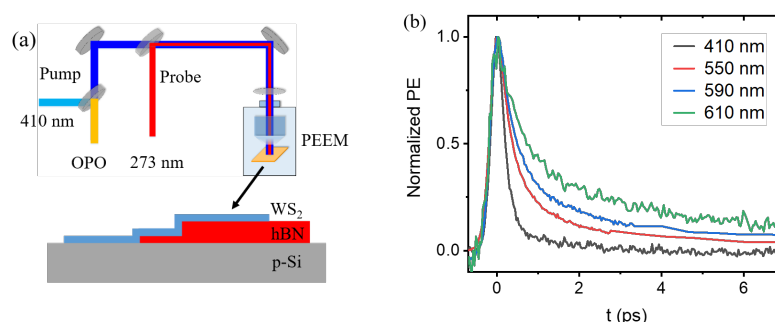 (a)
Pump
Probe
410 nm
OPO
273 nm
PEEM
WS₂
hBN
p-Si
(b)
Normalized PE
1.0
0.5
0.0
410 nm
550 nm
590 nm
610 nm
0
2
4
6
t (ps)